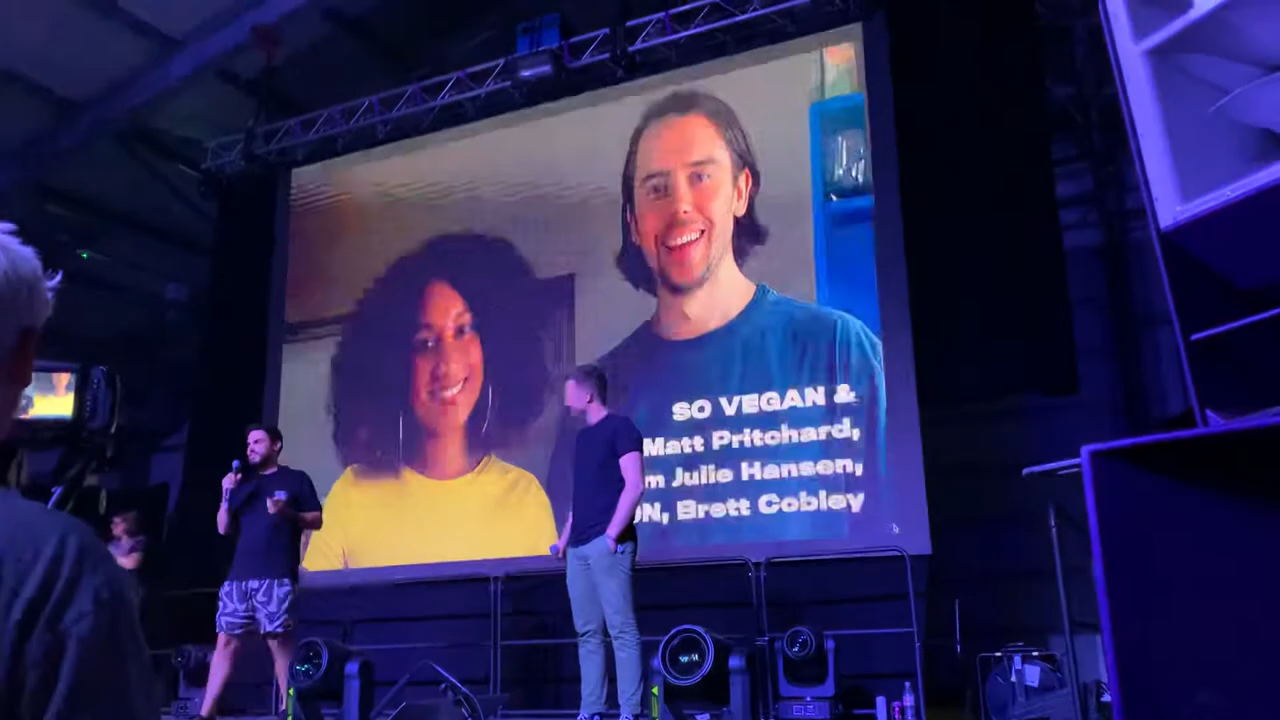 SO VEGAN &
Matt Pritchard,
m Julie Hansen,
N, Brett Cobley